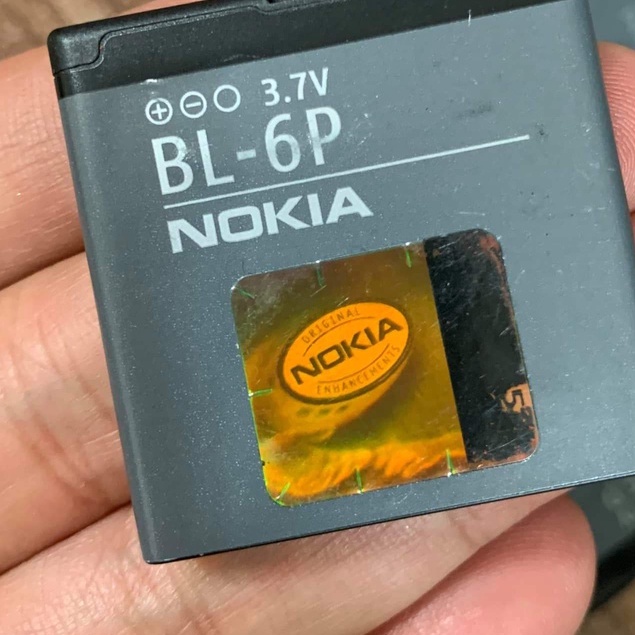 3.7V
BL-6P
NOKIA
ORIGINAL
NOKIA
ENHANCEMENTS